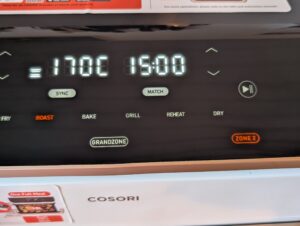 170C 15:00
SYNC MATCH
FRY ROAST BAKE GRILL REHEAT DRY
GRANDZONE ZONE 2
COSORI